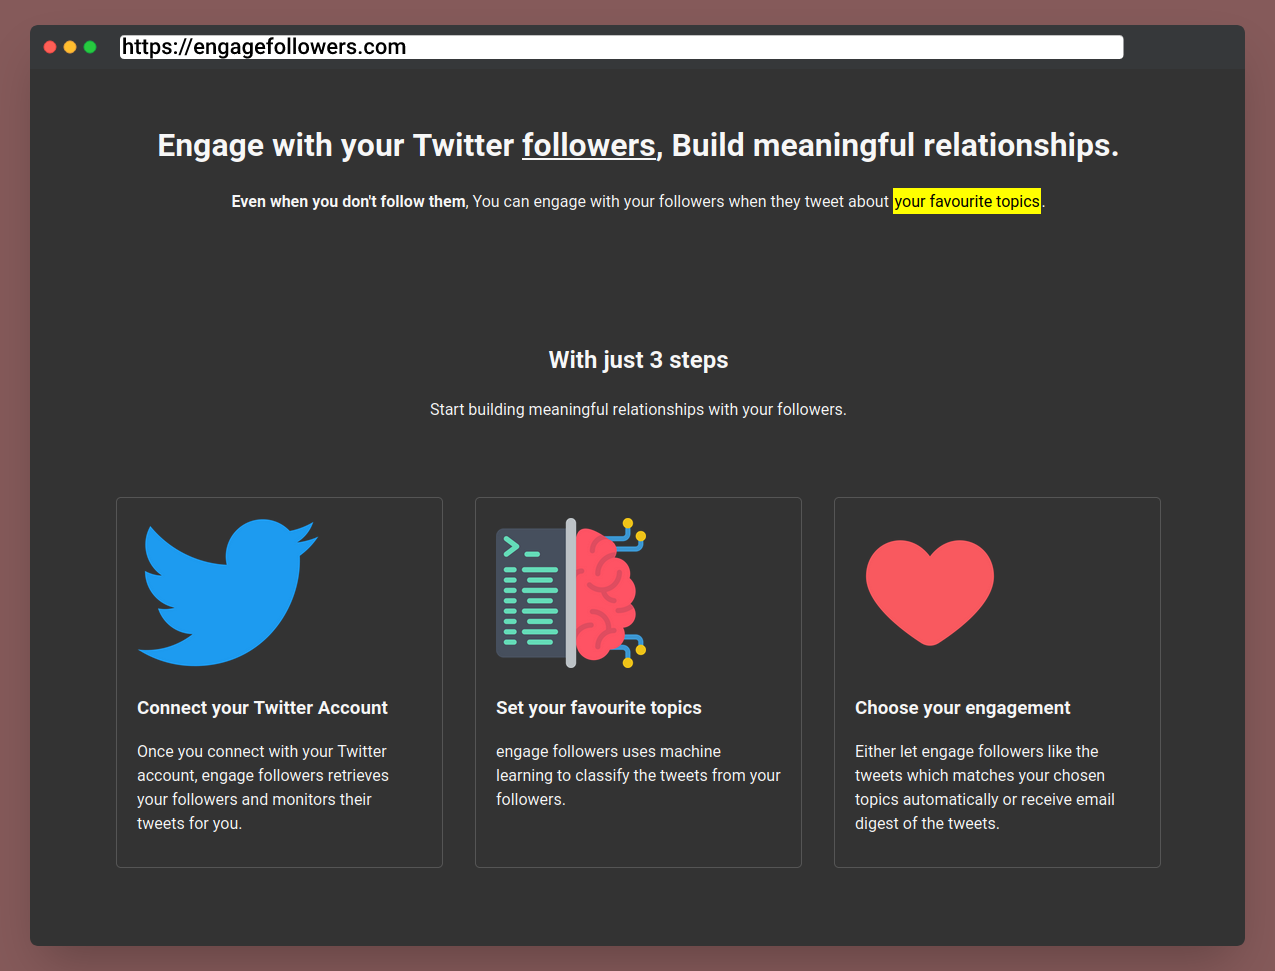 https://engagefollowers.com
Engage with your Twitter followers, Build meaningful relationships.
Even when you don't follow them, You can engage with your followers when they tweet about your favourite topics.
With just 3 steps
Start building meaningful relationships with your followers.
Connect your Twitter Account
Once you connect with your Twitter
account, engage followers retrieves
your followers and monitors their
tweets for you.
Set your favourite topics
engage followers uses machine
learning to classify the tweets from your
followers.
Choose your engagement
Either let engage followers like the
tweets which matches your chosen
topics automatically or receive email
digest of the tweets.